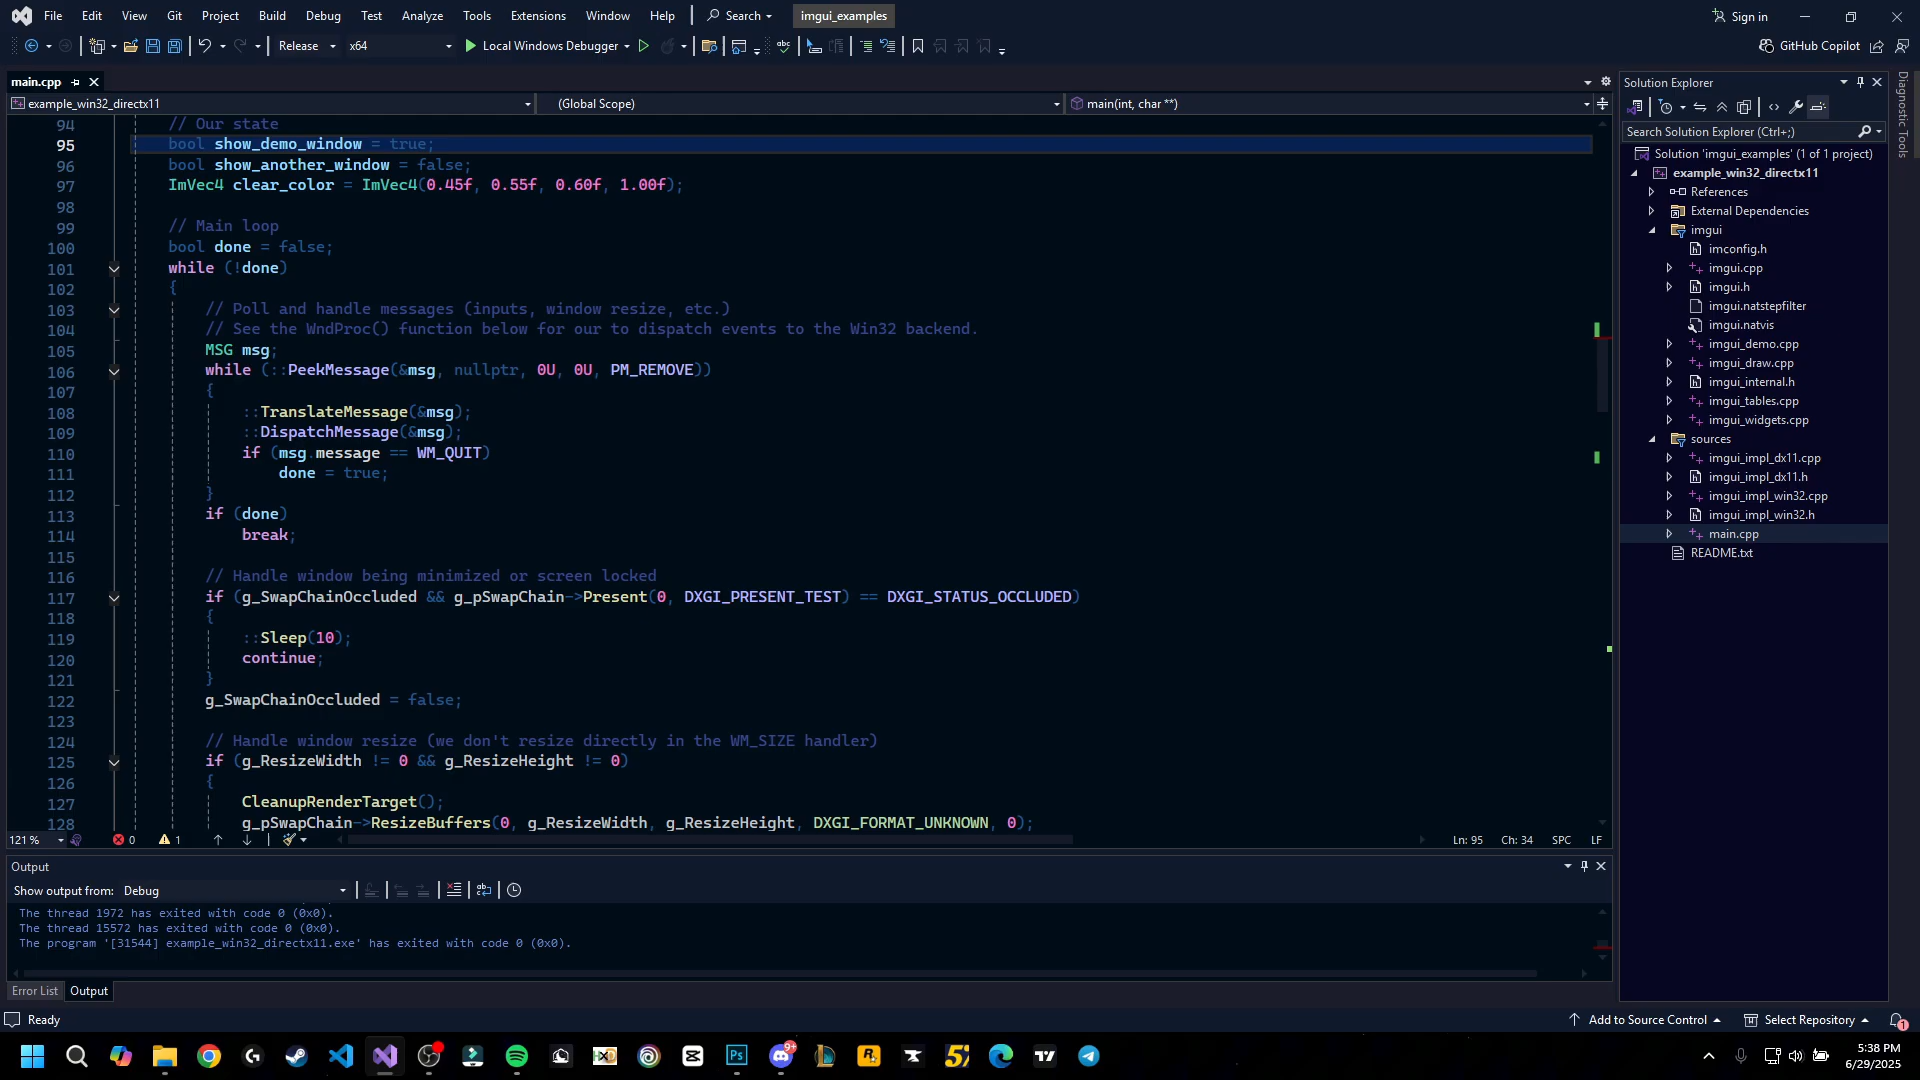 File Edit View Git Project Build Debug Test Analyze Tools Extensions Window Help Search imgui_examples Sign in
Release x64 Local Windows Debugger GitHub Copilot
main.cpp
example_win32_directx11 (Global Scope) main(int, char **)
94 // Our state
95 bool show_demo_window = true;
96 bool show_another_window = false;
97 ImVec4 clear_color = ImVec4(0.45f, 0.55f, 0.60f, 1.00f);
98
99 // Main loop
100 bool done = false;
101 while (!done)
102 {
103 // Poll and handle messages (inputs, window resize, etc.)
104 // See the WndProc() function below for our to dispatch events to the Win32 backend.
105 MSG msg;
106 while (::PeekMessage(&msg, nullptr, 0U, 0U, PM_REMOVE))
107 {
108 ::TranslateMessage(&msg);
109 ::DispatchMessage(&msg);
110 if (msg.message == WM_QUIT)
111 done = true;
112 }
113 if (done)
114 break;
115
116 // Handle window being minimized or screen locked
117 if (g_SwapChainOccluded && g_pSwapChain->Present(0, DXGI_PRESENT_TEST) == DXGI_STATUS_OCCLUDED)
118 {
119 ::Sleep(10);
120 continue;
121 }
122 g_SwapChainOccluded = false;
123
124 // Handle window resize (we don't resize directly in the WM_SIZE handler)
125 if (g_ResizeWidth != 0 && g_ResizeHeight != 0)
126 {
127 CleanupRenderTarget();
128 g_pSwapChain->ResizeBuffers(0, g_ResizeWidth, g_ResizeHeight, DXGI_FORMAT_UNKNOWN, 0);
121 % 0 1 Ln: 95 Ch: 34 SPC LF
Output
Show output from: Debug
The thread 1972 has exited with code 0 (0x0).
The thread 15572 has exited with code 0 (0x0).
The program '[31544] example_win32_directx11.exe' has exited with code 0 (0x0).
Error List Output
Ready Add to Source Control Select Repository 1
Solution Explorer
Search Solution Explorer (Ctrl+;)
Solution 'imgui_examples' (1 of 1 project)
example_win32_directx11
References
External Dependencies
imgui
imconfig.h
imgui.cpp
imgui.h
imgui.natstepfilter
imgui.natvis
imgui_demo.cpp
imgui_draw.cpp
imgui_internal.h
imgui_tables.cpp
imgui_widgets.cpp
sources
imgui_impl_dx11.cpp
imgui_impl_dx11.h
imgui_impl_win32.cpp
imgui_impl_win32.h
main.cpp
README.txt
Diagnostic Tools
Ps 9+
5:38 PM
6/29/2025